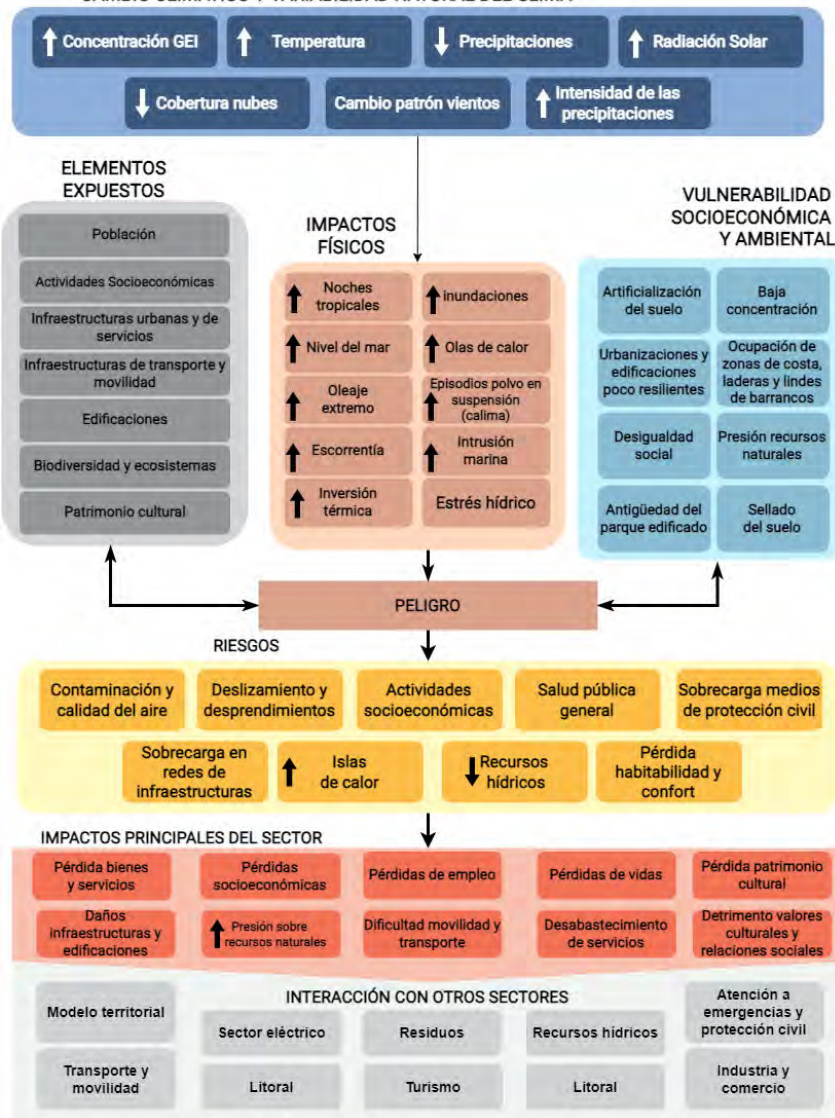 CAMBIO CLIMÁTICO Y VARIABILIDAD NATURAL DEL CLIMA
Concentración GEI
Temperatura
Precipitaciones
Radiación Solar
Cobertura nubes
Cambio patrón vientos
Intensidad de las
precipitaciones
ELEMENTOS
EXPUESTOS
Población
Actividades Socioeconómicas
Infraestructuras urbanas y de
servicios
Infraestructuras de transporte y
movilidad
Edificaciones
Biodiversidad y ecosistemas
Patrimonio cultural
IMPACTOS
FÍSICOS
Noches
tropicales
inundaciones
Nivel del mar
Olas de calor
Oleaje
extremo
Episodios polvo en
suspensión
(calima)
Escorrentía
Intrusión
marina
Inversión
térmica
Estrés hídrico
VULNERABILIDAD
SOCIOECONÓMICA
Y AMBIENTAL
Artificialización
del suelo
Baja
concentración
Urbanizaciones y
edificaciones
poco resilientes
Ocupación de
zonas de costa,
laderas y lindes
de barrancos
Desigualdad
social
Presión recursos
naturales
Antigüedad del
parque edificado
Sellado
del suelo
PELIGRO
RIESGOS
Contaminación y
calidad del aire
Deslizamiento y
desprendimientos
Actividades
socioeconómicas
Salud pública
general
Sobrecarga medios
de protección civil
Sobrecarga en
redes de
infraestructuras
Islas
de calor
Recursos
hídricos
Pérdida
habitabilidad y
confort
IMPACTOS PRINCIPALES DEL SECTOR
Pérdida bienes
y servicios
Pérdidas
socioeconómicas
Pérdidas de empleo
Pérdidas de vidas
Pérdida patrimonio
cultural
Daños
infraestructuras y
edificaciones
Presión sobre
recursos naturales
Dificultad movilidad y
transporte
Desabastecimiento
de servicios
Detrimento valores
culturales y
relaciones sociales
INTERACCIÓN CON OTROS SECTORES
Modelo territorial
Sector eléctrico
Residuos
Recursos hídricos
Atención a
emergencias y
protección civil
Transporte y
movilidad
Litoral
Turismo
Litoral
Industria y
comercio